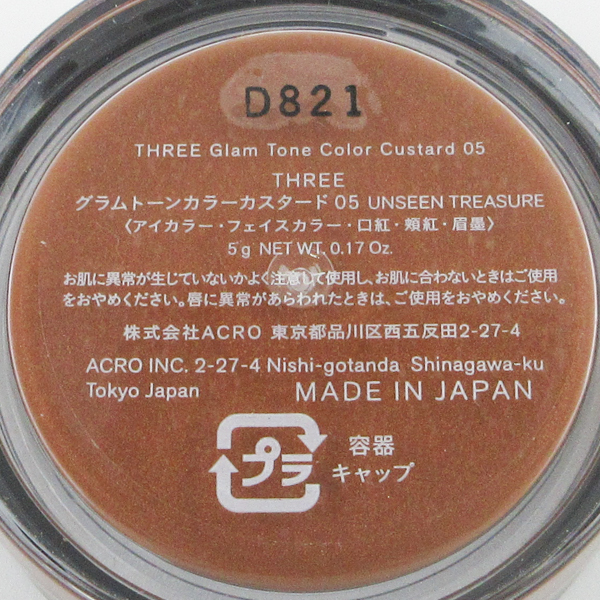 D821
THREE Glam Tone Color Custard 05
THREE
グラムトーンカラーカスタード 05 UNSEEN TREASURE
〈アイカラー・フェイスカラー・口紅・頬紅・眉墨〉
5g NET WT. 0.17 Oz.
お肌に異常が生じていないかよく注意して使用し、お肌に合わないときはご使用
をおやめください。唇に異常があらわれたときは、ご使用をおやめください。
株式会社ACRO 東京都品川区西五反田2-27-4
ACRO INC. 2-27-4 Nishi-gotanda Shinagawa-ku
Tokyo Japan MADE IN JAPAN
プラ 容器
キャップ